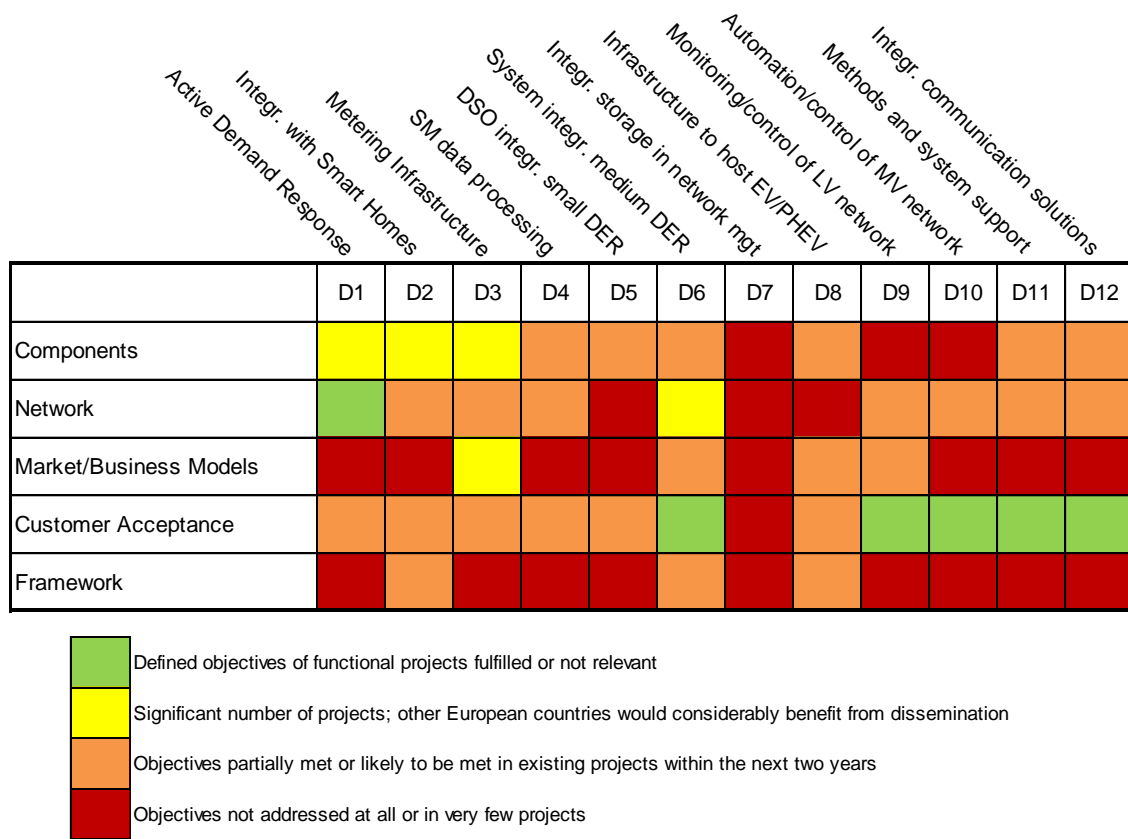 Active Demand Response
Integr. with Smart Homes
Metering Infrastructure
SM data processing
DSO integr. small DER
System integr. medium DER
Integr. storage in network mgt
Infrastructure to host EV/PHEV
Monitoring/control of LV network
Automation/control of MV network
Methods and system support
Integr. communication solutions
D1 D2 D3 D4 D5 D6 D7 D8 D9 D10 D11 D12
Components
Network
Market/Business Models
Customer Acceptance
Framework
Defined objectives of functional projects fulfilled or not relevant
Significant number of projects; other European countries would considerably benefit from dissemination
Objectives partially met or likely to be met in existing projects within the next two years
Objectives not addressed at all or in very few projects